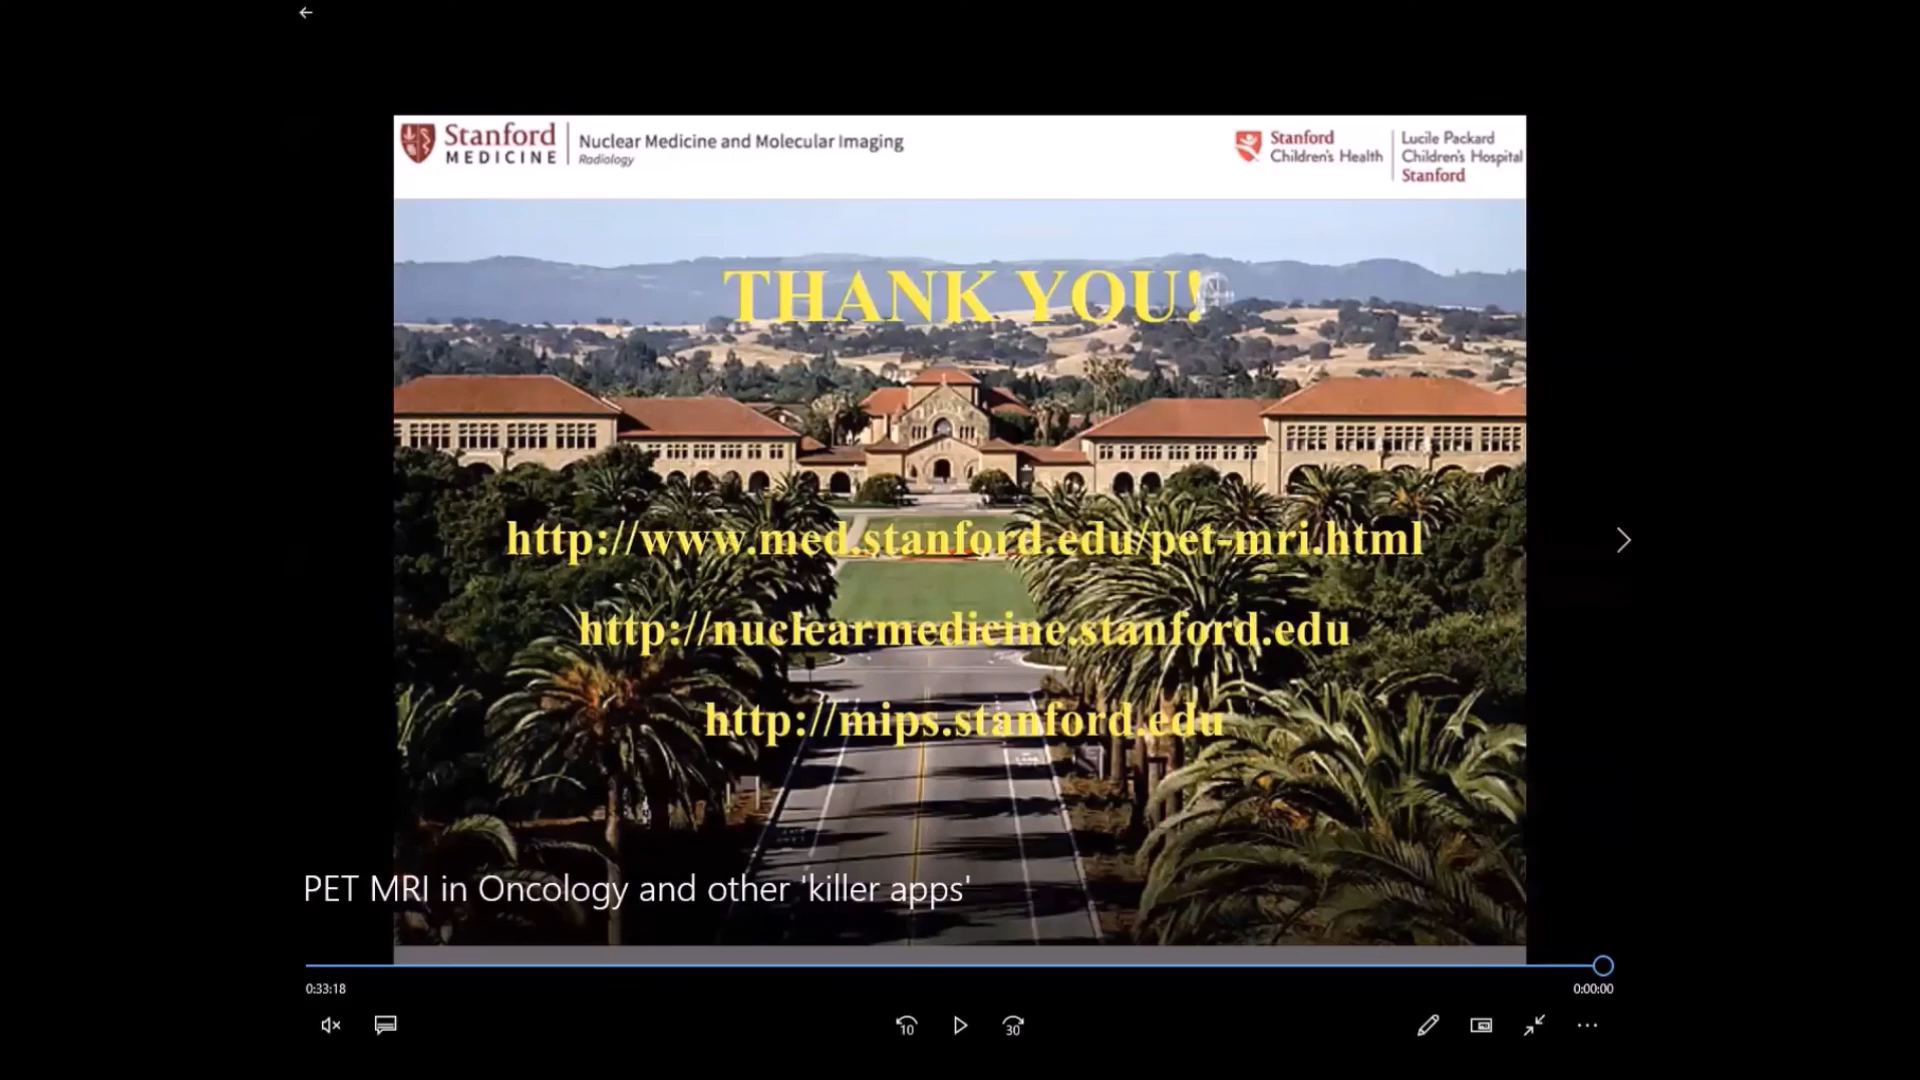 Stanford
MEDICINE
Nuclear Medicine and Molecular Imaging
Radiology
Stanford
Children's Health
Lucile Packard
Children's Hospital
Stanford
THANK YOU!
http://www.med.stanford.edu/pet-mri.html
http://nuclearmedicine.stanford.edu
http://mips.stanford.edu
PET MRI in Oncology and other 'killer apps'
0:33:18
0:00:00
10
30